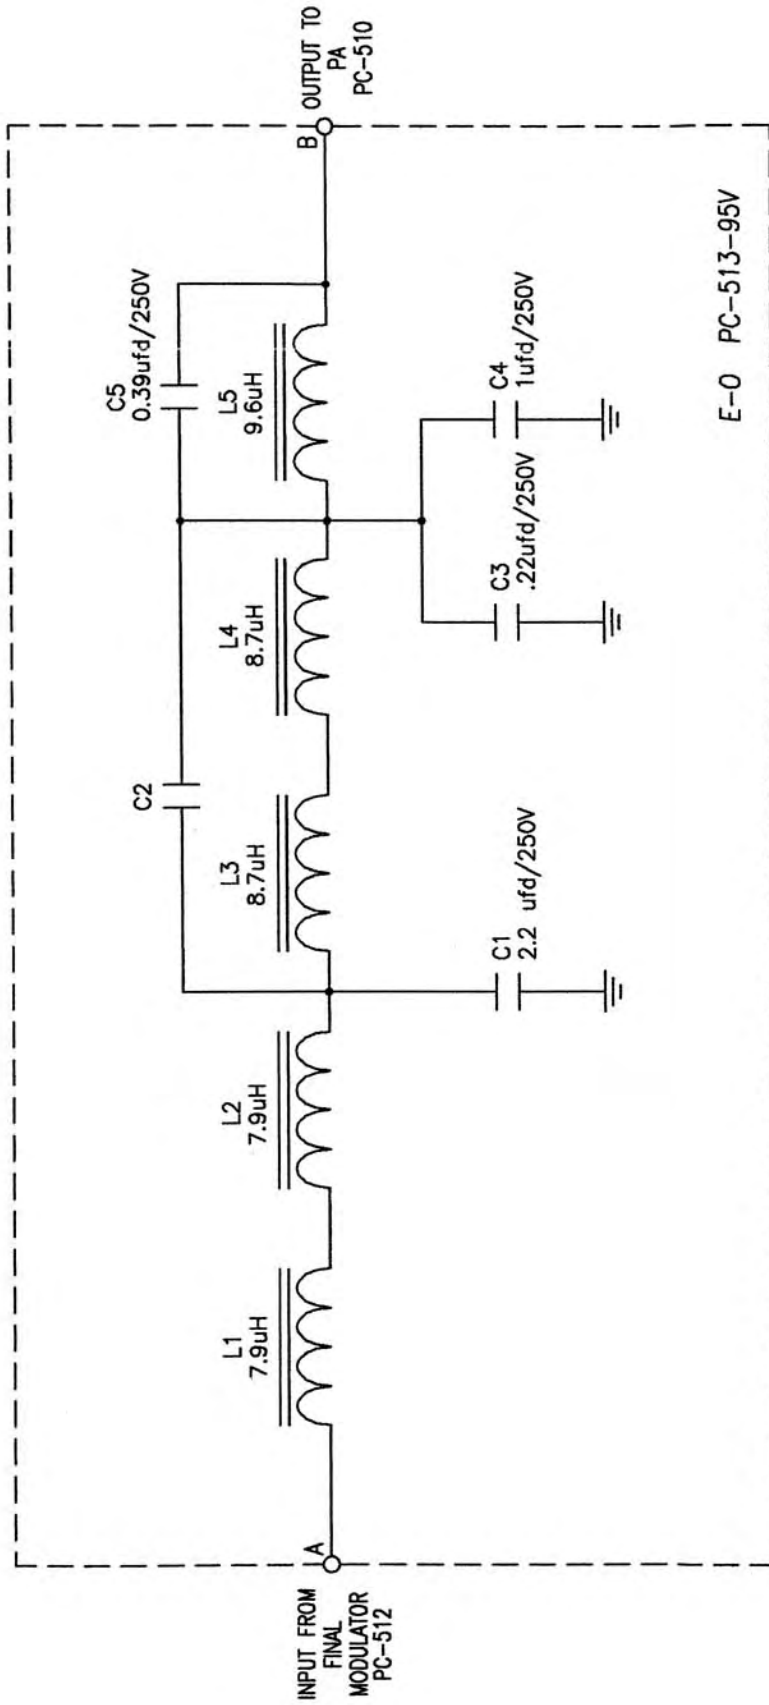 INPUT FROM
FINAL
MODULATOR
PC-512
A
L1
7.9uH
L2
7.9uH
C2
L3
8.7uH
L4
8.7uH
C5
0.39ufd/250V
L5
9.6uH
B
OUTPUT TO
PA
PC-510
C1
2.2 ufd/250V
C3
.22ufd/250V
C4
1ufd/250V
E-O PC-513-95V